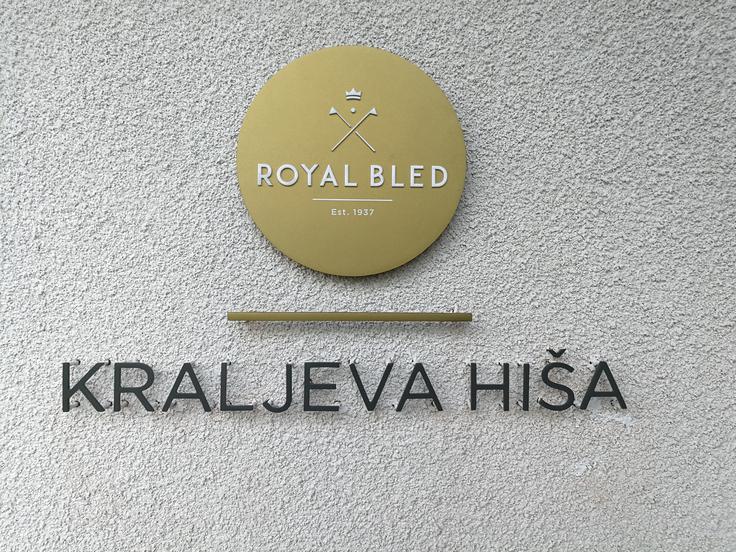 ROYAL BLED
Est. 1937
KRALJEVA HIŠA